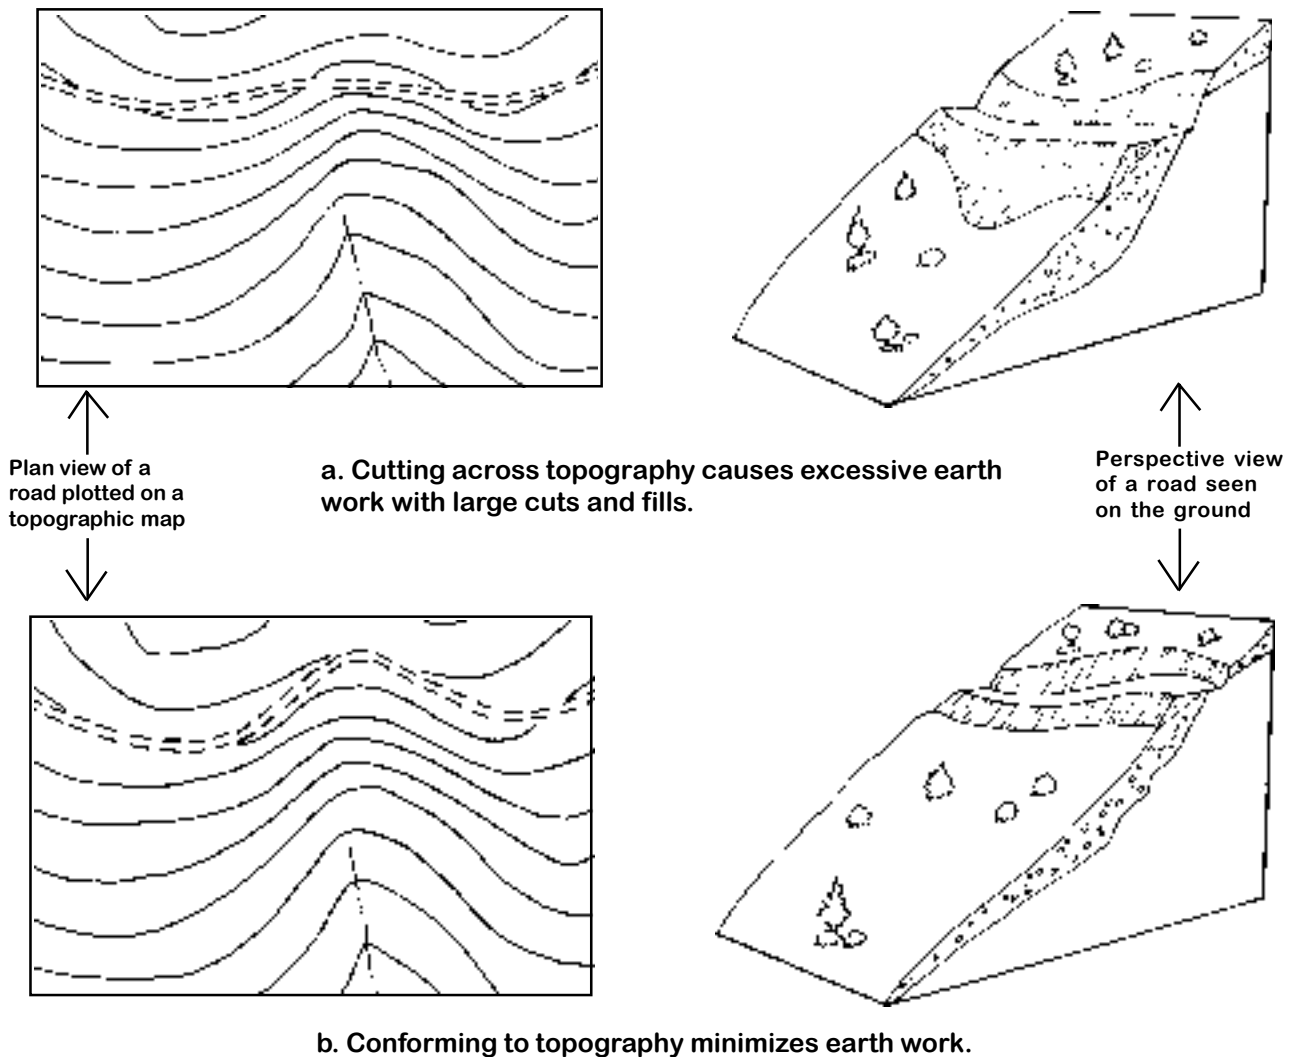 Plan view of a
road plotted on a
topographic map
a. Cutting across topography causes excessive earth
work with large cuts and fills.
Perspective view
of a road seen
on the ground
b. Conforming to topography minimizes earth work.